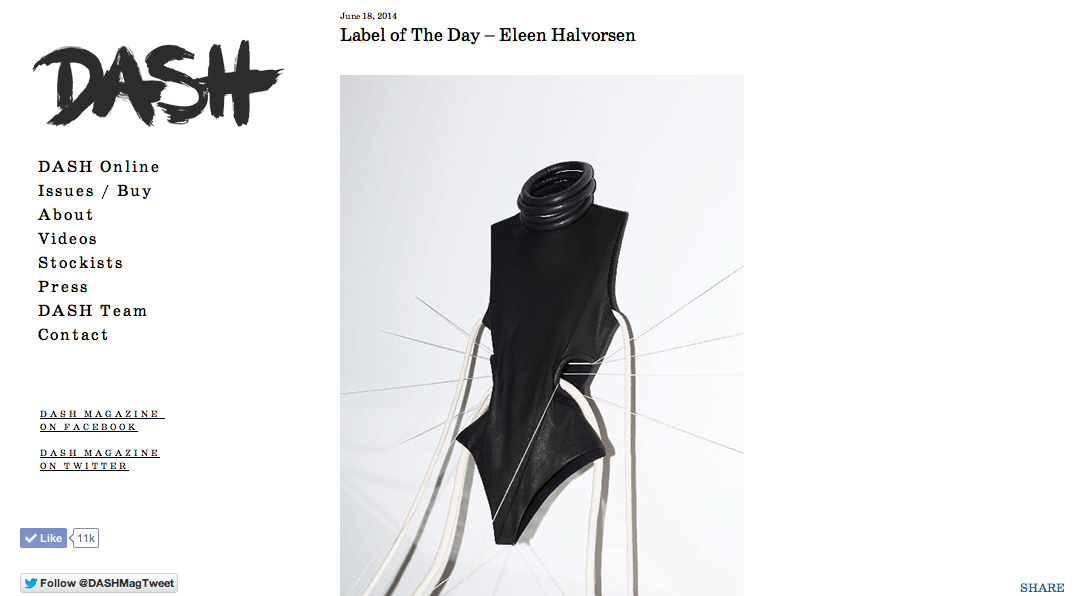 June 18, 2014
Label of The Day – Eleen Halvorsen
DASH
DASH Online
Issues / Buy
About
Videos
Stockists
Press
DASH Team
Contact
DASH MAGAZINE
ON FACEBOOK
DASH MAGAZINE
ON TWITTER
Like 11k
Follow @DASHMagTweet
SHARE